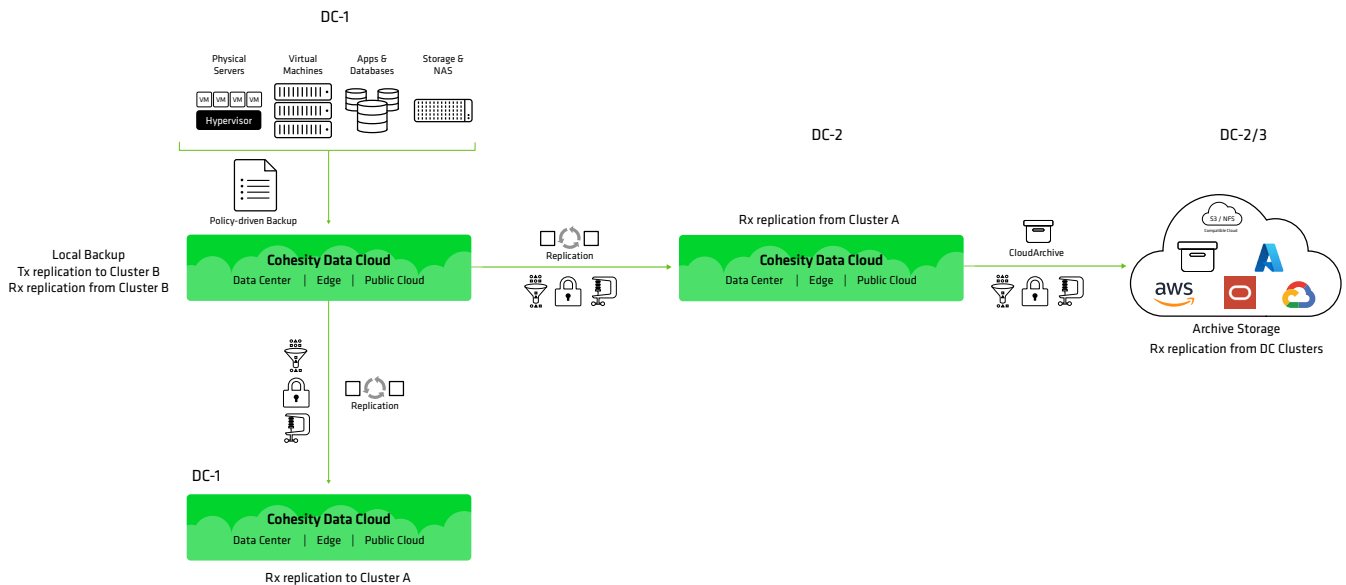 DC-1
Physical
Servers
Virtual
Machines
Apps &
Databases
Storage &
NAS
VM VM VM VM
Hypervisor
Policy-driven Backup
Local Backup
Tx replication to Cluster B
Rx replication from Cluster B
Cohesity Data Cloud
Data Center | Edge | Public Cloud
Replication
DC-2
Rx replication from Cluster A
Cohesity Data Cloud
Data Center | Edge | Public Cloud
CloudArchive
DC-2/3
S3 / NFS
Compatible Cloud
aws
Archive Storage
Rx replication from DC Clusters
Replication
DC-1
Cohesity Data Cloud
Data Center | Edge | Public Cloud
Rx replication to Cluster A